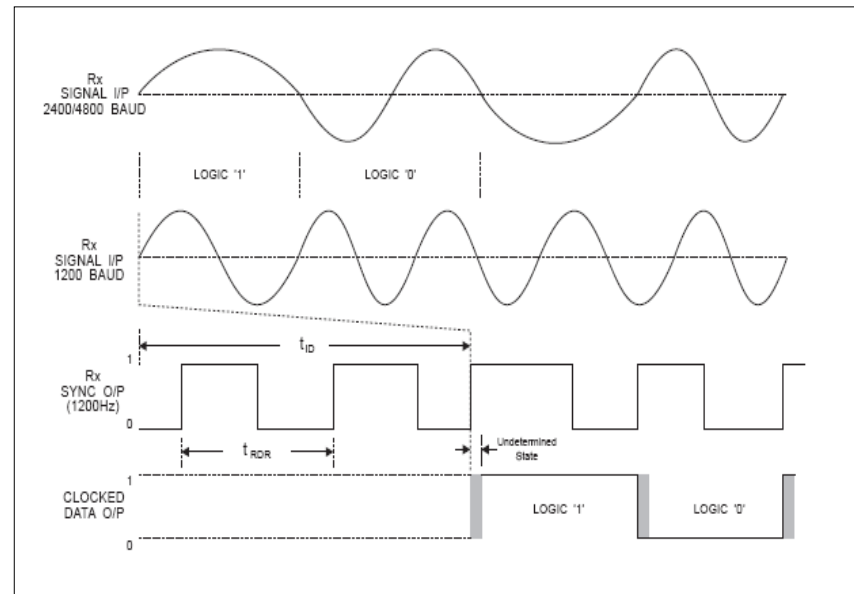 Rx
SIGNAL I/P
2400/4800 BAUD
LOGIC '1'
LOGIC '0'
Rx
SIGNAL I/P
1200 BAUD
tID
1
Rx
SYNC O/P
(1200Hz)
0
tRDR
Undetermined
State
1
CLOCKED
DATA O/P
LOGIC '1'
LOGIC '0'
0